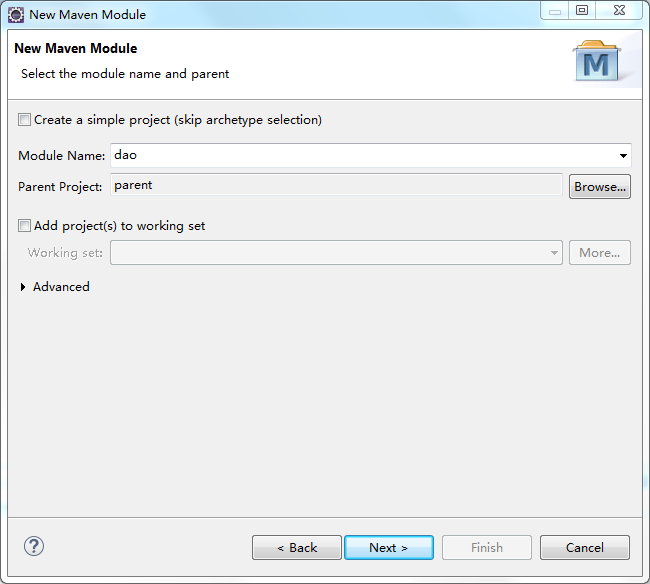 New Maven Module
New Maven Module
Select the module name and parent
M
Create a simple project (skip archetype selection)
Module Name: dao
Parent Project: parent Browse...
Add project(s) to working set
Working set: More...
Advanced
? < Back Next > Finish Cancel